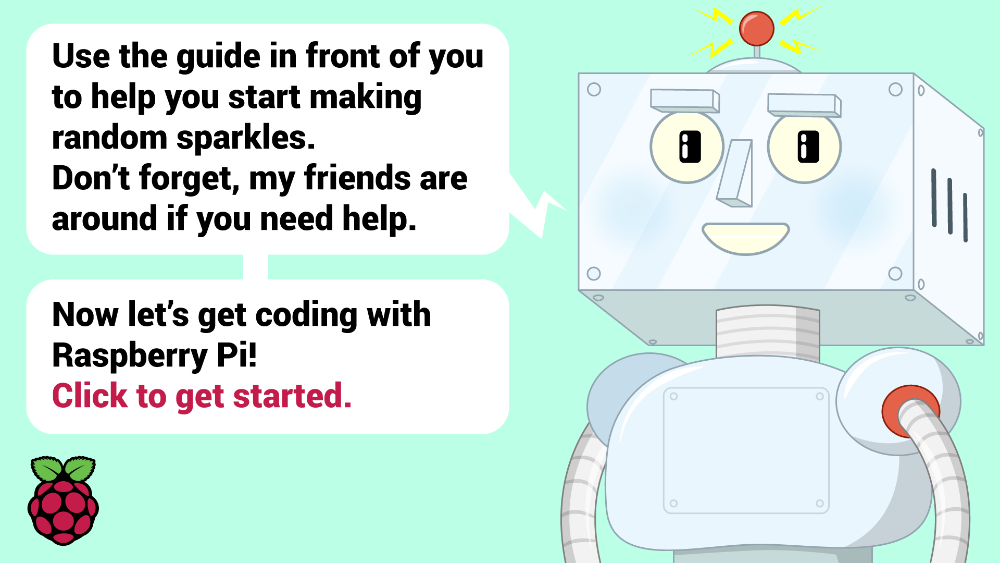 Use the guide in front of you
to help you start making
random sparkles.
Don’t forget, my friends are
around if you need help.
Now let’s get coding with
Raspberry Pi!
Click to get started.